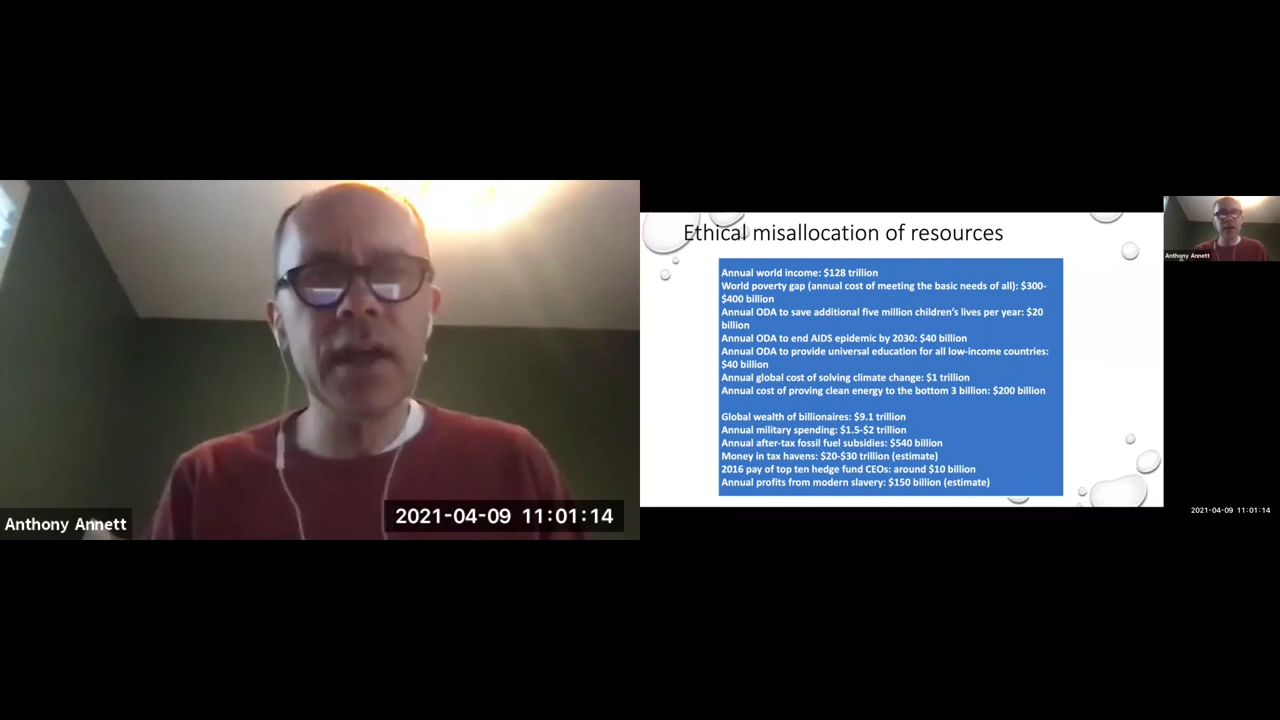 Anthony Annett
2021-04-09 11:01:14
Ethical misallocation of resources
Annual world income: $128 trillion
World poverty gap (annual cost of meeting the basic needs of all): $300-
$400 billion
Annual ODA to save additional five million children's lives per year: $20
billion
Annual ODA to end AIDS epidemic by 2030: $40 billion
Annual ODA to provide universal education for all low-income countries:
$40 billion
Annual global cost of solving climate change: $1 trillion
Annual cost of proving clean energy to the bottom 3 billion: $200 billion
Global wealth of billionaires: $9.1 trillion
Annual military spending: $1.5-$2 trillion
Annual after-tax fossil fuel subsidies: $540 billion
Money in tax havens: $20-$30 trillion (estimate)
2016 pay of top ten hedge fund CEOs: around $10 billion
Annual profits from modern slavery: $150 billion (estimate)
Anthony Annett
2021-04-09 11:01:14